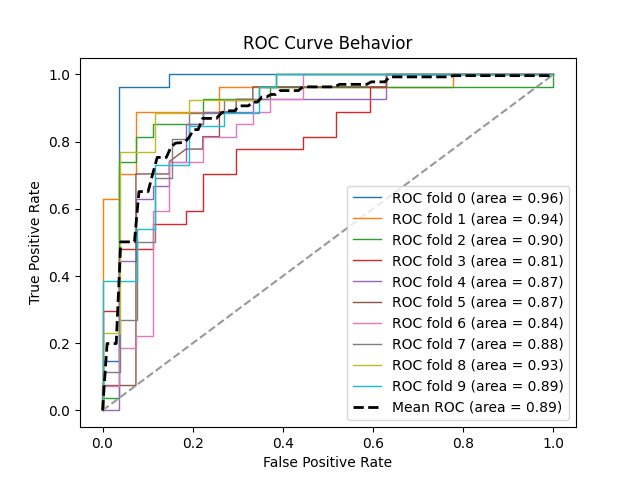 ROC Curve Behavior
True Positive Rate
1.0
0.8
0.6
0.4
0.2
0.0
ROC fold 0 (area = 0.96)
ROC fold 1 (area = 0.94)
ROC fold 2 (area = 0.90)
ROC fold 3 (area = 0.81)
ROC fold 4 (area = 0.87)
ROC fold 5 (area = 0.87)
ROC fold 6 (area = 0.84)
ROC fold 7 (area = 0.88)
ROC fold 8 (area = 0.93)
ROC fold 9 (area = 0.89)
Mean ROC (area = 0.89)
0.0 0.2 0.4 0.6 0.8 1.0
False Positive Rate